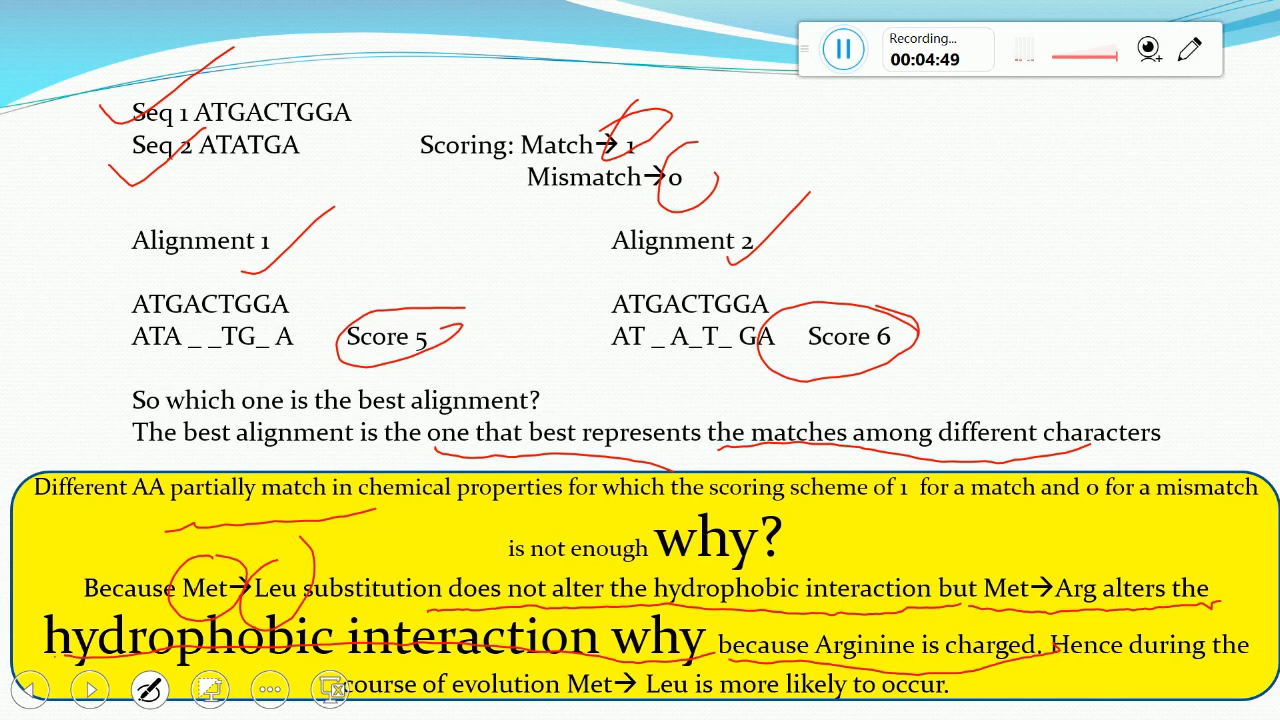 Recording...
00:04:49
Seq 1 ATGACTGGA
Seq 2 ATATGA Scoring: Match→ 1
Mismatch→0
Alignment 1 Alignment 2
ATGACTGGA ATGACTGGA
ATA _ _TG_ A Score 5 AT _ A_T_ GA Score 6
So which one is the best alignment?
The best alignment is the one that best represents the matches among different characters
Different AA partially match in chemical properties for which the scoring scheme of 1 for a match and 0 for a mismatch
is not enough why?
Because Met→Leu substitution does not alter the hydrophobic interaction but Met→Arg alters the
hydrophobic interaction why because Arginine is charged. Hence during the
course of evolution Met→ Leu is more likely to occur.